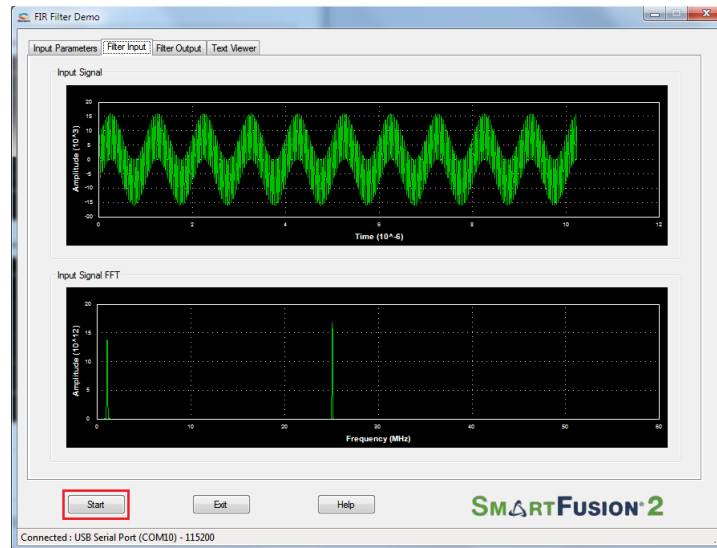 FIR Filter Demo
Input Parameters Filter Input Filter Output Text Viewer
Input Signal
20
15
10
5
0
-5
-10
-15
-20
Amplitude (10^3)
0 2 4 6 8 10 12
Time (10^-6)
Input Signal FFT
20
15
10
5
0
Amplitude (10^12)
0 10 20 30 40 50 60
Frequency (MHz)
Start Exit Help SMARTFUSION®2
Connected : USB Serial Port (COM10) - 115200